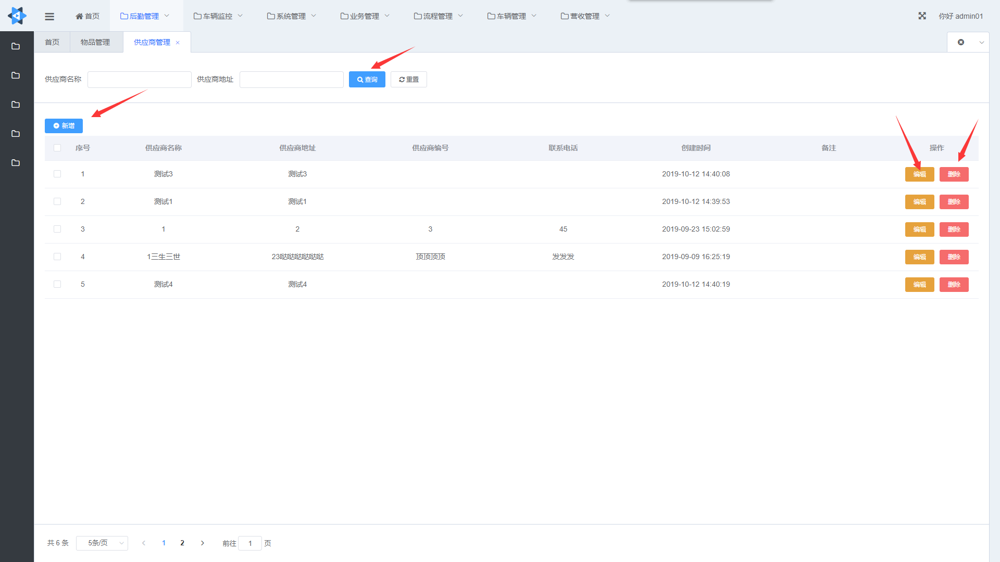 首页 后勤管理 车辆监控 系统管理 业务管理 流程管理 车辆管理 营收管理 你好 admin01
首页 物品管理 供应商管理
供应商名称 供应商地址 查询 重置
新增
序号 供应商名称 供应商地址 供应商编号 联系电话 创建时间 备注 操作
1 测试3 测试3 2019-10-12 14:40:08 编辑 删除
2 测试1 测试1 2019-10-12 14:39:53 编辑 删除
3 1 2 3 45 2019-09-23 15:02:59 编辑 删除
4 1三生三世 23哒哒哒哒哒哒 顶顶顶顶 发发发 2019-09-09 16:25:19 编辑 删除
5 测试4 测试4 2019-10-12 14:40:19 编辑 删除
共 6 条 5条/页 1 2 前往 1 页